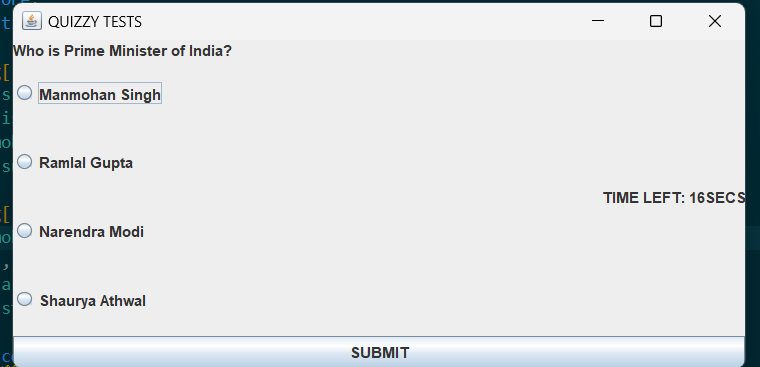 QUIZZY TESTS
Who is Prime Minister of India?
Manmohan Singh
Ramlal Gupta
TIME LEFT: 16SECS
Narendra Modi
Shaurya Athwal
SUBMIT